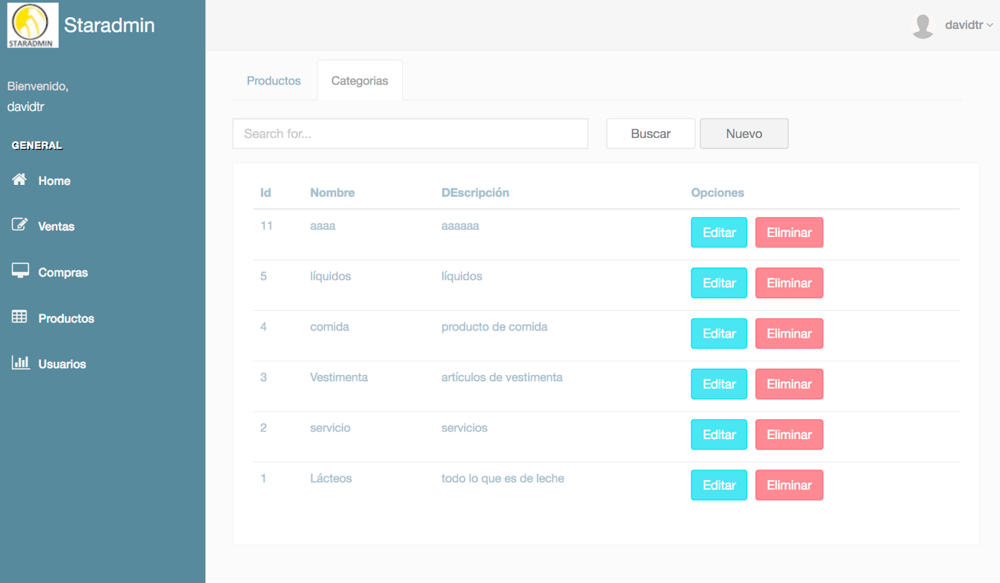 STARADMIN
Staradmin
davidtr
Bienvenido,
davidtr
GENERAL
Home
Ventas
Compras
Productos
Usuarios
Productos Categorias
Search for... Buscar Nuevo
Id Nombre DEscripción Opciones
11 aaaa aaaaaa Editar Eliminar
5 líquidos líquidos Editar Eliminar
4 comida producto de comida Editar Eliminar
3 Vestimenta artículos de vestimenta Editar Eliminar
2 servicio servicios Editar Eliminar
1 Lácteos todo lo que es de leche Editar Eliminar